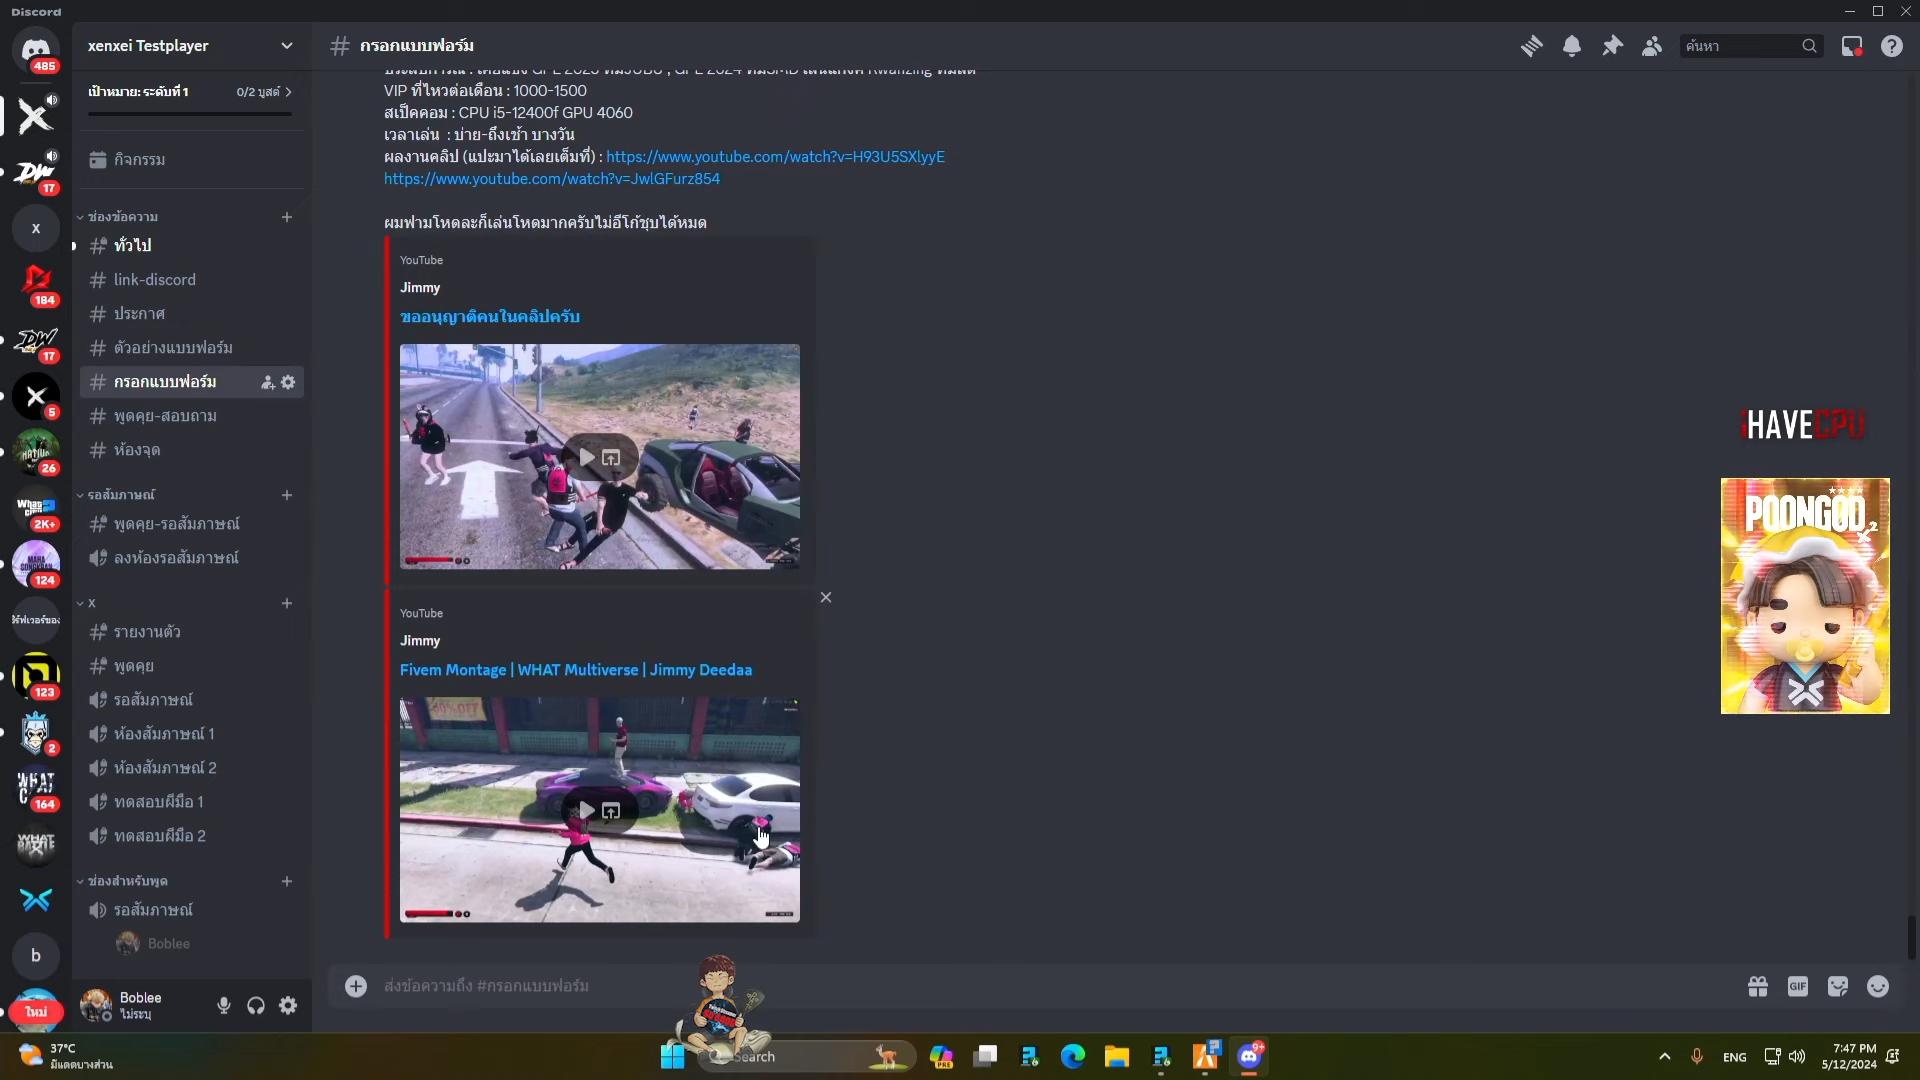 Discord
xenxei Testplayer
# กรอกแบบฟอร์ม
ค้นหา
485
เป้าหมาย: ระดับที่ 1
0/2 บูสต์
17
กิจกรรม
ช่องข้อความ
x
ทั่วไป
link-discord
184
ประกาศ
17
ตัวอย่างแบบฟอร์ม
กรอกแบบฟอร์ม
5
พูดคุย-สอบถาม
ห้องจุด
26
รอสัมภาษณ์
พูดคุย-รอสัมภาษณ์
2K+
ลงห้องรอสัมภาษณ์
124
X
รายงานตัว
พูดคุย
123
รอสัมภาษณ์
ห้องสัมภาษณ์ 1
2
ห้องสัมภาษณ์ 2
WHAT
164
ทดสอบฝีมือ 1
ทดสอบฝีมือ 2
ช่องสำหรับพูด
รอสัมภาษณ์
Boblee
b
ใหม่
Boblee
ไม่ระบุ
VIP ที่ไหวต่อเดือน : 1000-1500
สเป็คคอม : CPU i5-12400f GPU 4060
เวลาเล่น : บ่าย-ถึงเช้า บางวัน
ผลงานคลิป (แปะมาได้เลยเต็มที่) : https://www.youtube.com/watch?v=H93U5SXlyyE
https://www.youtube.com/watch?v=JwlGFurz854
ผมฟามโหดละก็เล่นโหดมากครับไม่อีโก้ชุบได้หมด
YouTube
Jimmy
ขออนุญาติคนในคลิปครับ
YouTube
Jimmy
Fivem Montage | WHAT Multiverse | Jimmy Deedaa
ส่งข้อความถึง #กรอกแบบฟอร์ม
GIF
iHAVECPU
POONGOD
x2
37°C
มีแดดบางส่วน
Search
PRE
9+
ENG
7:47 PM
5/12/2024